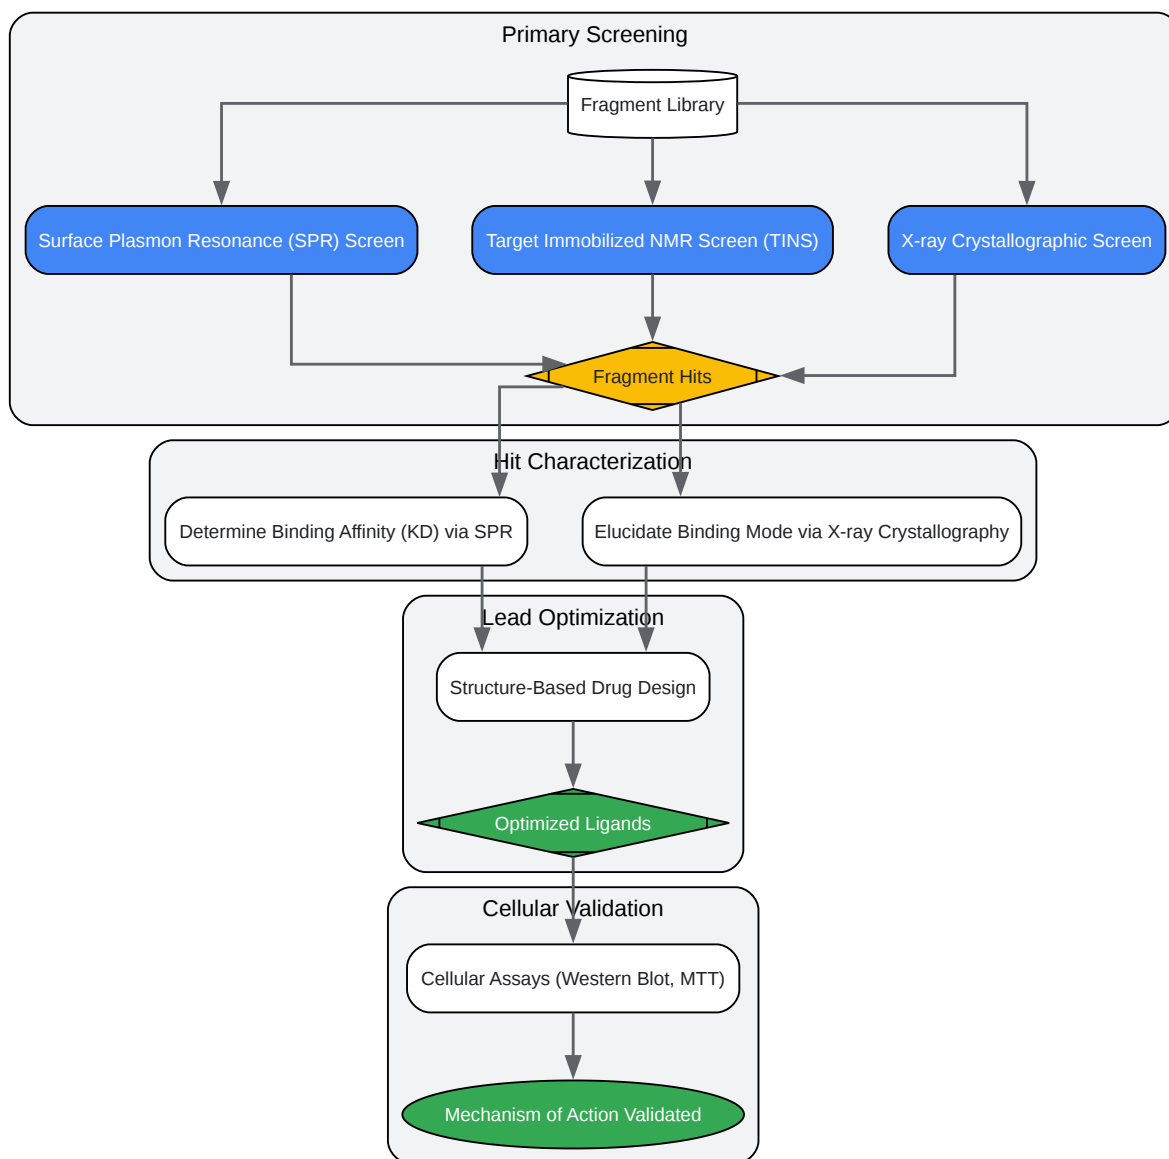 Primary Screening
Fragment Library
Surface Plasmon Resonance (SPR) Screen
Target Immobilized NMR Screen (TINS)
X-ray Crystallographic Screen
Fragment Hits
Hit Characterization
Determine Binding Affinity (KD) via SPR
Elucidate Binding Mode via X-ray Crystallography
Lead Optimization
Structure-Based Drug Design
Optimized Ligands
Cellular Validation
Cellular Assays (Western Blot, MTT)
Mechanism of Action Validated